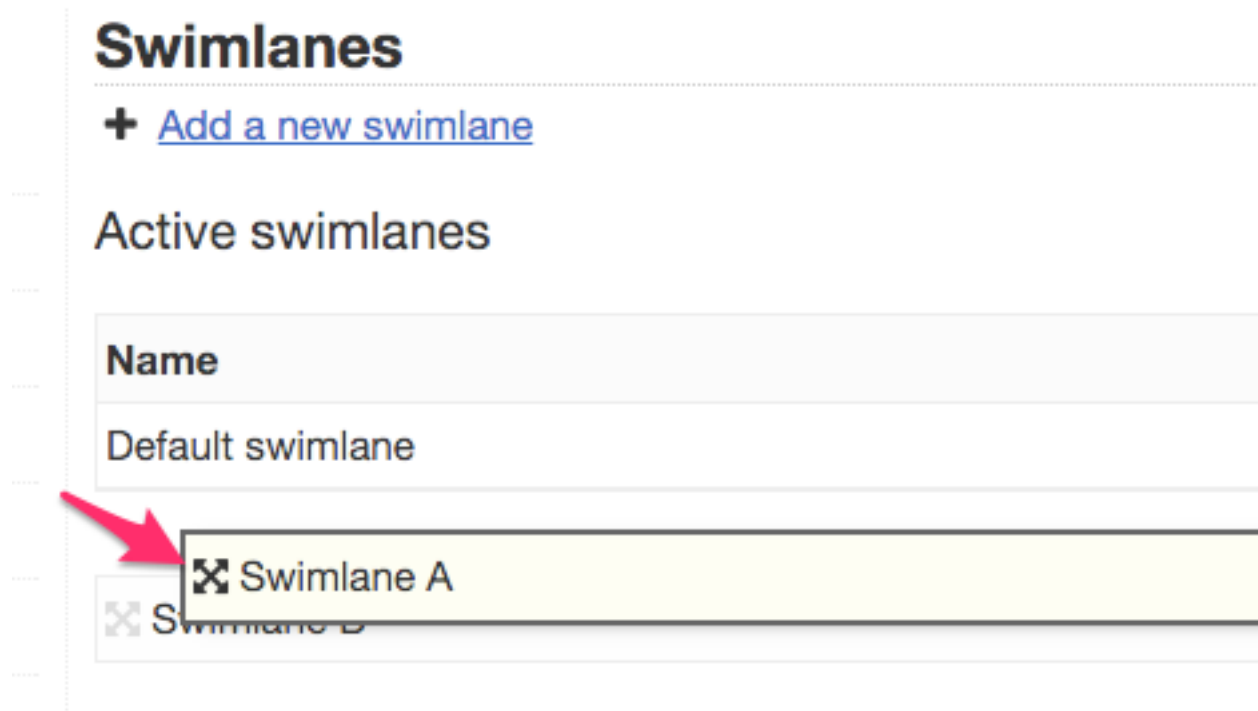 Swimlanes
Add a new swimlane
Active swimlanes
Name
Default swimlane
Swimlane A